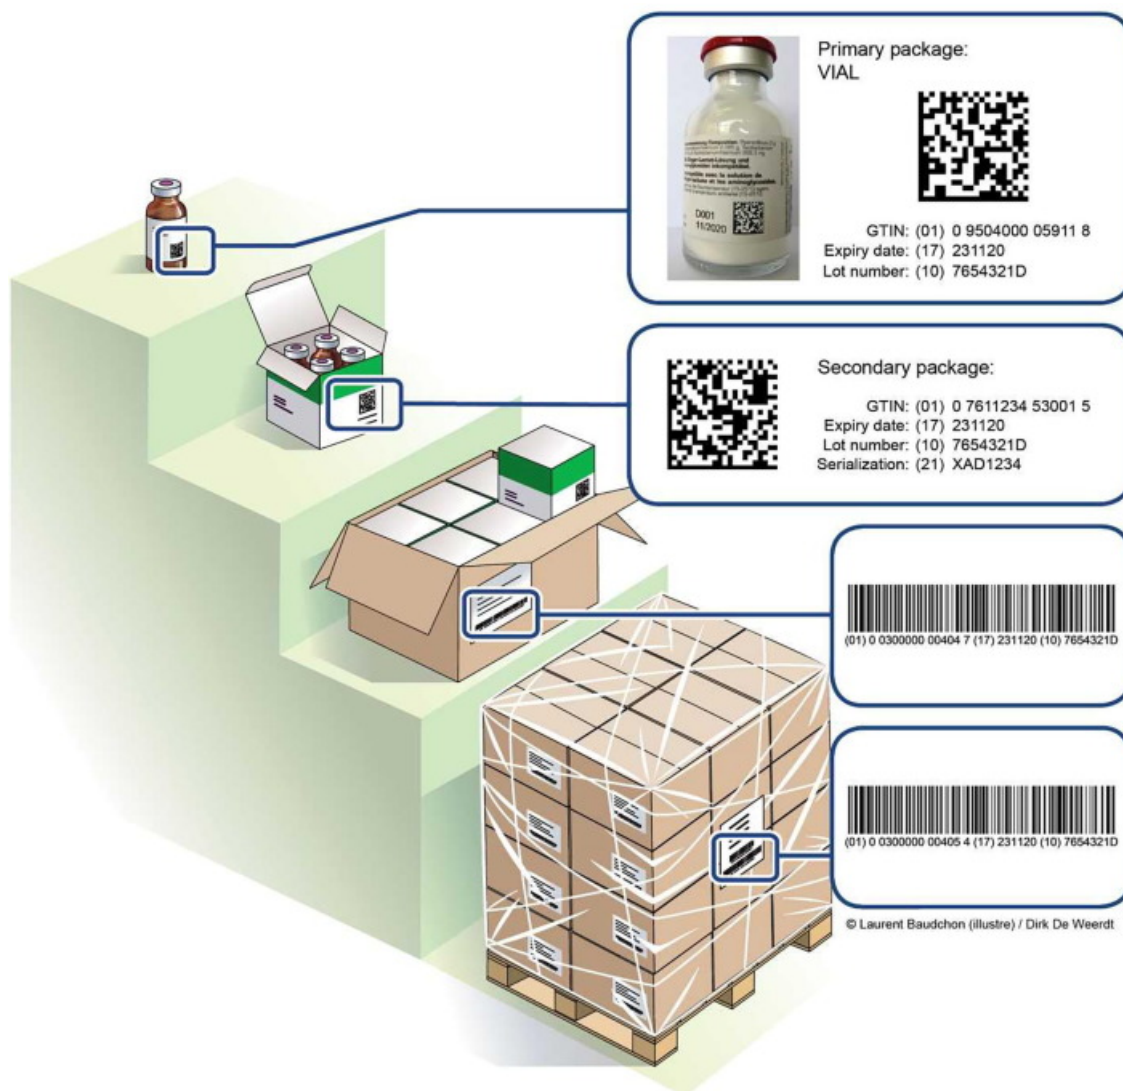 Primary package:
VIAL
D001
11/2020
GTIN: (01) 0 9504000 05911 8
Expiry date: (17) 231120
Lot number: (10) 7654321D
Secondary package:
GTIN: (01) 0 7611234 53001 5
Expiry date: (17) 231120
Lot number: (10) 7654321D
Serialization: (21) XAD1234
(01) 0 0300000 00404 7 (17) 231120 (10) 7654321D
(01) 0 0300000 00405 4 (17) 231120 (10) 7654321D
© Laurent Baudchon (illustre) / Dirk De Weerdt